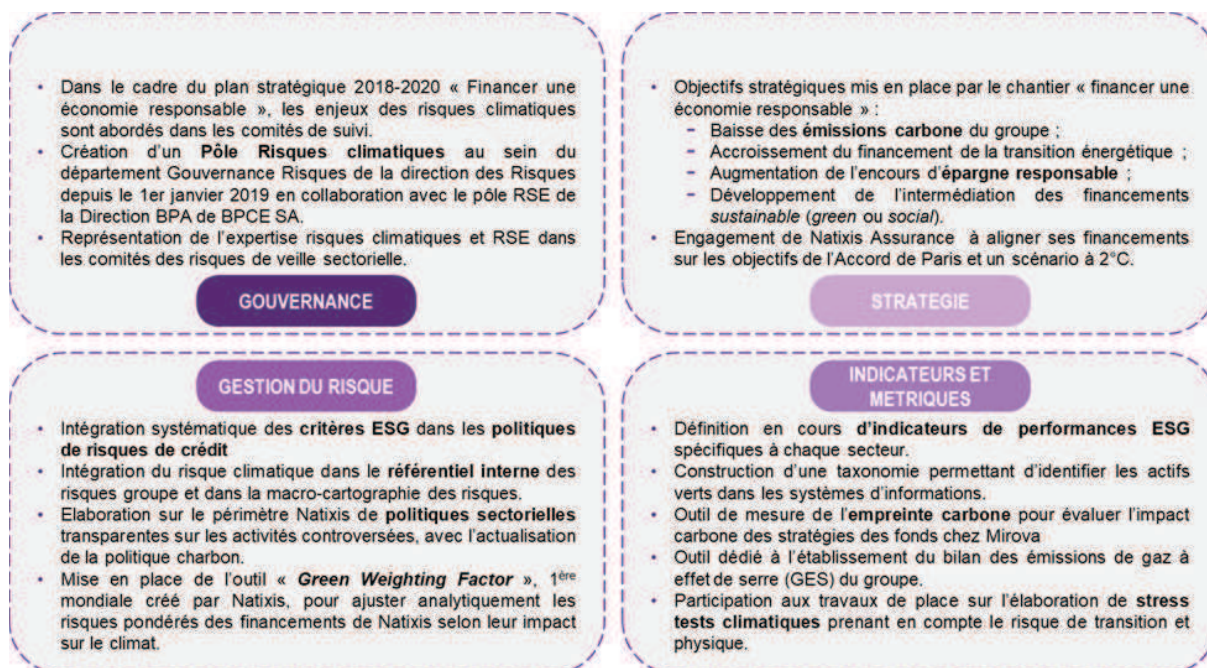 • Dans le cadre du plan stratégique 2018-2020 « Financer une
économie responsable », les enjeux des risques climatiques
sont abordés dans les comités de suivi.
• Création d'un Pôle Risques climatiques au sein du
département Gouvernance Risques de la direction des Risques
depuis le 1er janvier 2019 en collaboration avec le pôle RSE de
la Direction BPA de BPCE SA.
• Représentation de l'expertise risques climatiques et RSE dans
les comités des risques de veille sectorielle.
GOUVERNANCE
• Objectifs stratégiques mis en place par le chantier « financer une
économie responsable » :
– Baisse des émissions carbone du groupe ;
– Accroissement du financement de la transition énergétique ;
– Augmentation de l'encours d'épargne responsable ;
– Développement de l'intermédiation des financements
sustainable (green ou social).
• Engagement de Natixis Assurance à aligner ses financements
sur les objectifs de l'Accord de Paris et un scénario à 2°C.
STRATEGIE
GESTION DU RISQUE
• Intégration systématique des critères ESG dans les politiques
de risques de crédit
• Intégration du risque climatique dans le référentiel interne des
risques groupe et dans la macro-cartographie des risques.
• Elaboration sur le périmètre Natixis de politiques sectorielles
transparentes sur les activités controversées, avec l'actualisation
de la politique charbon.
• Mise en place de l'outil « Green Weighting Factor », 1ère
mondiale créé par Natixis, pour ajuster analytiquement les
risques pondérés des financements de Natixis selon leur impact
sur le climat.
INDICATEURS ET
METRIQUES
• Définition en cours d'indicateurs de performances ESG
spécifiques à chaque secteur.
• Construction d'une taxonomie permettant d'identifier les actifs
verts dans les systèmes d'informations.
• Outil de mesure de l'empreinte carbone pour évaluer l'impact
carbone des stratégies des fonds chez Mirova
• Outil dédié à l'établissement du bilan des émissions de gaz à
effet de serre (GES) du groupe.
• Participation aux travaux de place sur l'élaboration de stress
tests climatiques prenant en compte le risque de transition et
physique.